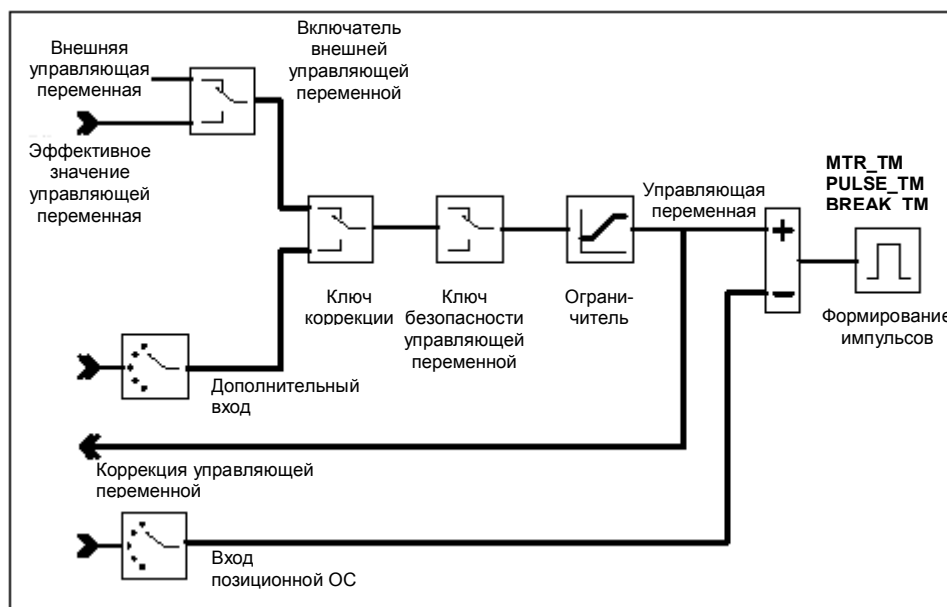 Внешняя
управляющая
переменная
Включатель
внешней
управляющей
переменной
Эффективное
значение
управляющей
переменная
MTR_TM
PULSE_TM
BREAK_TM
Управляющая
переменная
Ключ
коррекции
Ключ
безопасности
управляющей
переменной
Ограни-
читель
Формирование
импульсов
Дополнительный
вход
Коррекция управляющей
переменной
Вход
позиционной ОС